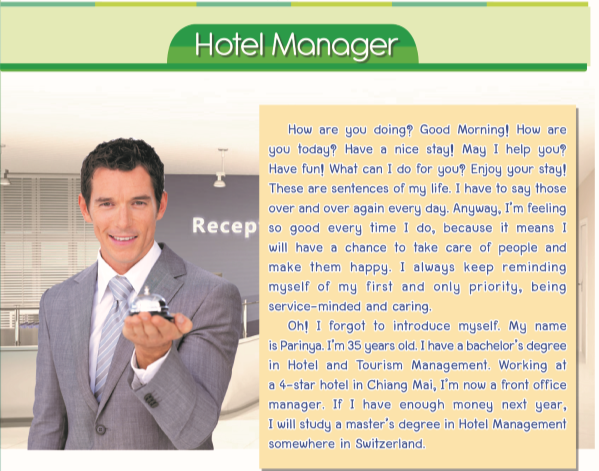 Hotel Manager
How are you doing? Good Morning! How are
you today? Have a nice stay! May I help you?
Have fun! What can I do for you? Enjoy your stay!
These are sentences of my life. I have to say those
over and over again every day. Anyway, I'm feeling
so good every time I do, because it means I
will have a chance to take care of people and
make them happy. I always keep reminding
myself of my first and only priority, being
service-minded and caring.
Oh! I forgot to introduce myself. My name
is Parinya. I'm 35 years old. I have a bachelor's degree
in Hotel and Tourism Management. Working at
a 4-star hotel in Chiang Mai, I'm now a front office
manager. If I have enough money next year,
I will study a master's degree in Hotel Management
somewhere in Switzerland.
Recep